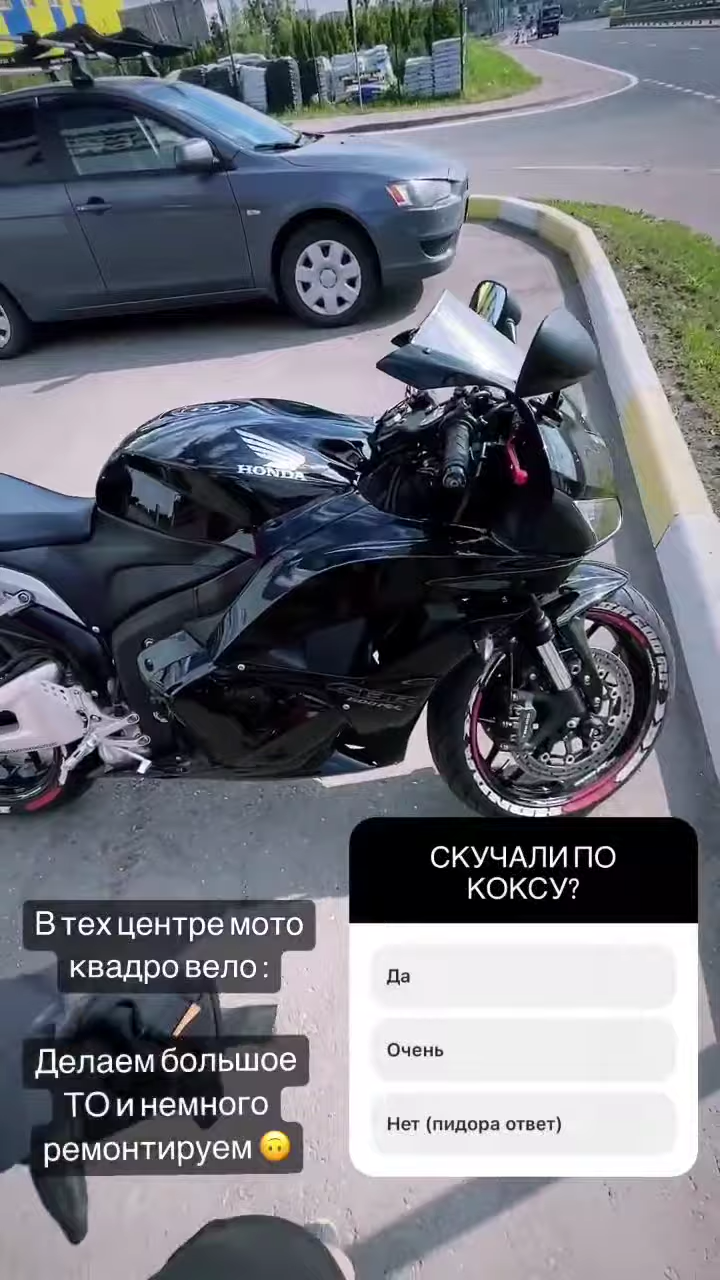 HONDA
В тех центре мото
квадро вело :
Делаем большое
ТО и немного
ремонтируем 🙃
СКУЧАЛИ ПО
КОКСУ?
Да
Очень
Нет (пидора ответ)